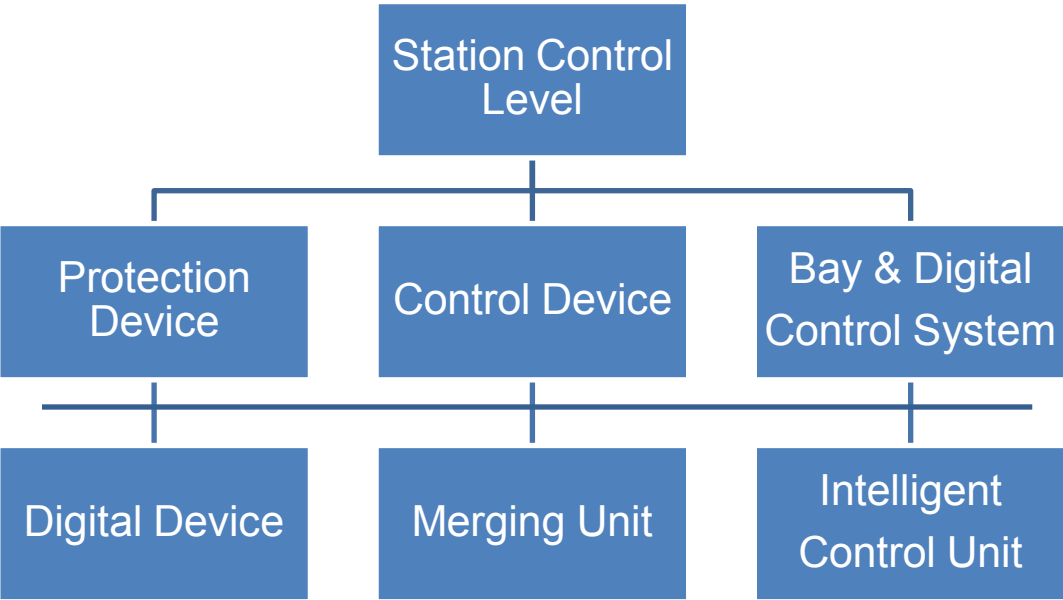 Station Control
Level
Protection
Device
Control Device
Bay & Digital
Control System
Digital Device
Merging Unit
Intelligent
Control Unit